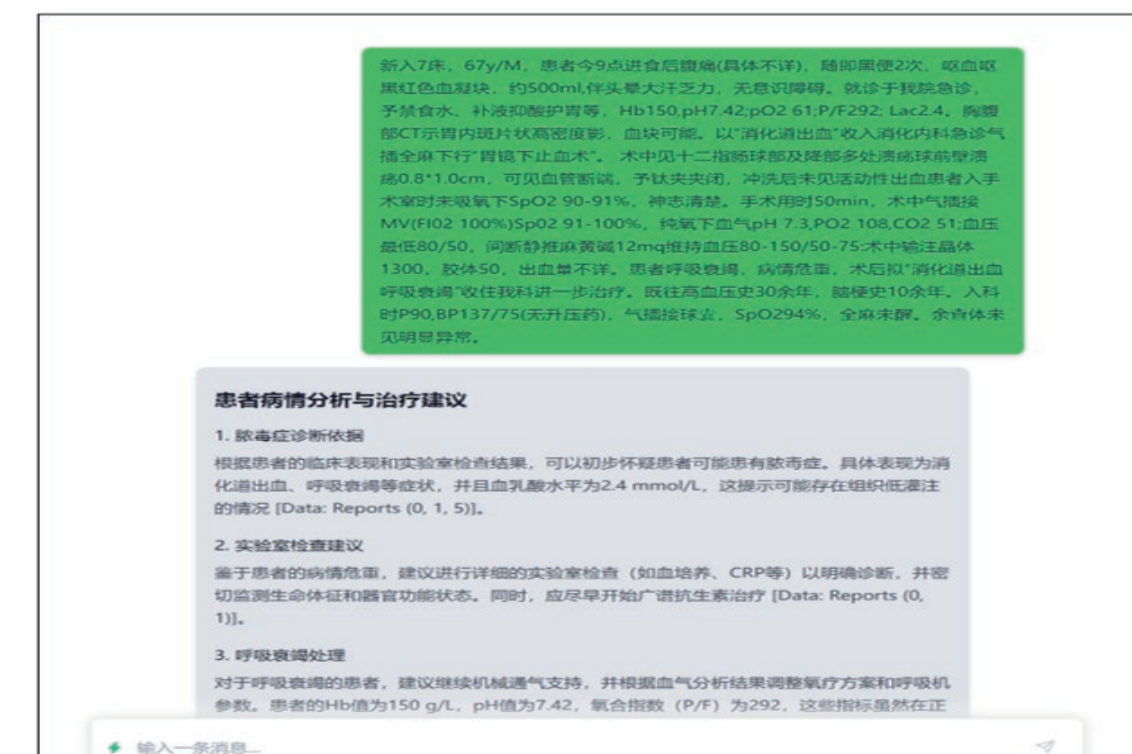 新入7床，67y/M，患者今9点进食后腹痛(具体不详)，随即黑便2次、呕血呕
黑红色血凝块，约500ml,伴头晕大汗乏力，无意识障碍。就诊于我院急诊，
予禁食水、补液抑酸护胃等，Hb150,pH7.42;pO2 61;P/F292; Lac2.4。胸腹
部CT示胃内斑片状高密度影，血块可能。以"消化道出血"收入消化内科急诊气
插全麻下行"胃镜下止血术"。 术中见十二指肠球部及降部多处溃疡球前壁溃
疡0.8*1.0cm，可见血管断端，予钛夹夹闭，冲洗后未见活动性出血患者入手
术室时未吸氧下SpO2 90-91%，神志清楚。手术用时50min，术中气插接
MV(FI02 100%)Sp02 91-100%，纯氧下血气pH 7.3,PO2 108,CO2 51;血压
最低80/50，间断静推麻黄碱12mq维持血压80-150/50-75;术中输注晶体
1300，胶体50，出血量不详。患者呼吸衰竭，病情危重，术后拟"消化道出血
呼吸衰竭"收住我科进一步治疗。既往高血压史30余年，脑梗史10余年。入科
时P90,BP137/75(无升压药)，气插接球囊，SpO294%，全麻未醒。余查体未
见明显异常。
患者病情分析与治疗建议
1. 脓毒症诊断依据
根据患者的临床表现和实验室检查结果，可以初步怀疑患者可能患有脓毒症。具体表现为消
化道出血、呼吸衰竭等症状，并且血乳酸水平为2.4 mmol/L，这提示可能存在组织低灌注
的情况 [Data: Reports (0, 1, 5)]。
2. 实验室检查建议
鉴于患者的病情危重，建议进行详细的实验室检查（如血培养、CRP等）以明确诊断，并密
切监测生命体征和器官功能状态。同时，应尽早开始广谱抗生素治疗 [Data: Reports (0,
1)]。
3. 呼吸衰竭处理
对于呼吸衰竭的患者，建议继续机械通气支持，并根据血气分析结果调整氧疗方案和呼吸机
参数。患者的Hb值为150 g/L，pH值为7.42，氧合指数（P/F）为292，这些指标虽然在正
输入一条消息...